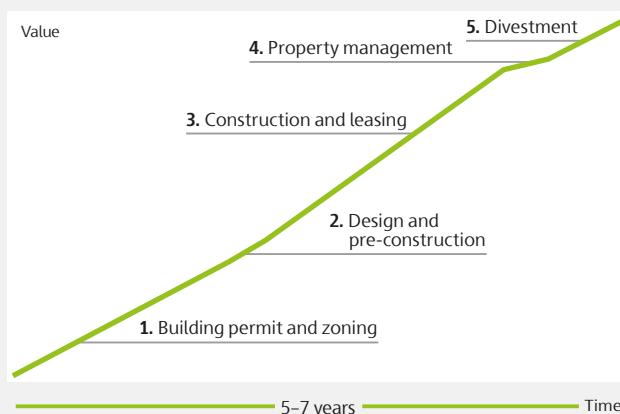 Value
5. Divestment
4. Property management
3. Construction and leasing
2. Design and
pre-construction
1. Building permit and zoning
5–7 years
Time